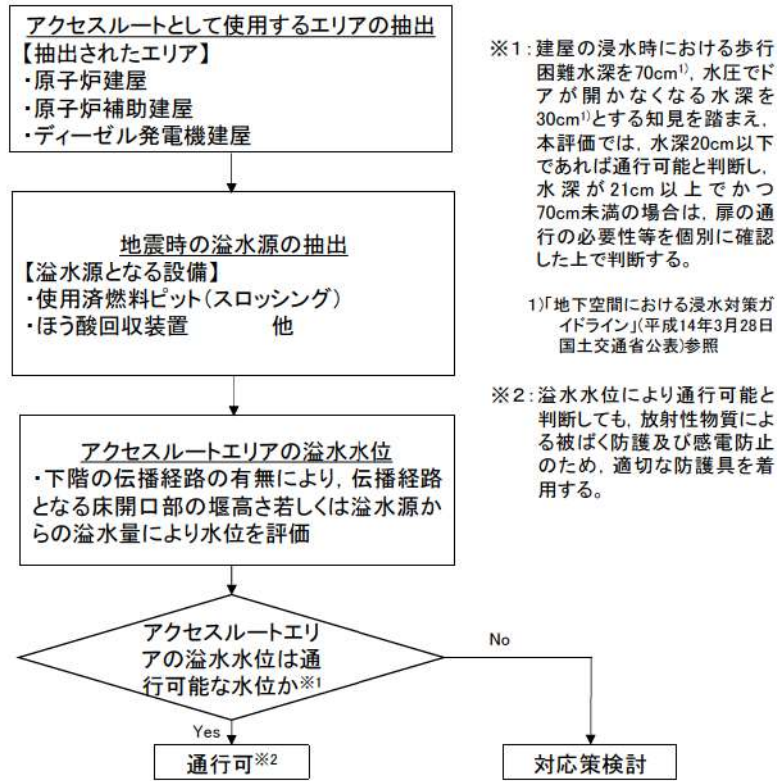 アクセスルートとして使用するエリアの抽出
【抽出されたエリア】
・原子炉建屋
・原子炉補助建屋
・ディーゼル発電機建屋
地震時の溢水源の抽出
【溢水源となる設備】
・使用済燃料ピット(スロッシング)
・ほう酸回収装置　　　他
アクセスルートエリアの溢水水位
・下階の伝播経路の有無により,伝播経路
となる床開口部の堰高さ若しくは溢水源か
らの溢水量により水位を評価
アクセスルートエリ
アの溢水水位は通
行可能な水位か※1
No
Yes
通行可※2
対応策検討
※1:建屋の浸水時における歩行
困難水深を70cm1),水圧でド
アが開かなくなる水深を
30cm1)とする知見を踏まえ,
本評価では,水深20cm以下
であれば通行可能と判断し,
水深が21cm以上でかつ
70cm未満の場合は,扉の通
行の必要性等を個別に確認
した上で判断する。
1)「地下空間における浸水対策ガ
イドライン」(平成14年3月28日
国土交通省公表)参照
※2:溢水水位により通行可能と
判断しても,放射性物質によ
る被ばく防護及び感電防止
のため,適切な防護具を着
用する。